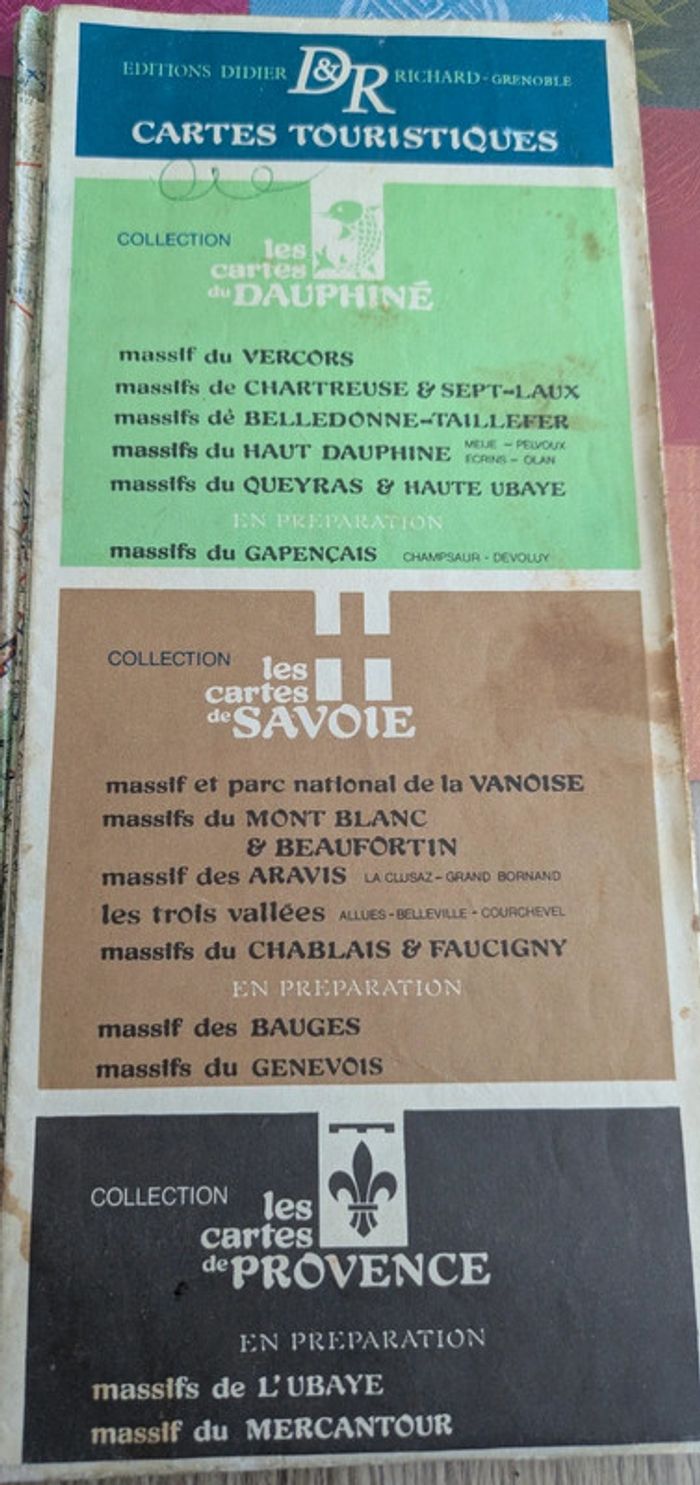 EDITIONS DIDIER D&R RICHARD - GRENOBLE
CARTES TOURISTIQUES
COLLECTION
les
cartes
du DAUPHINÉ
massif du VERCORS
massifs de CHARTREUSE & SEPT-LAUX
massifs dé BELLEDONNE-TAILLEFER
massifs du HAUT DAUPHINE MEIJE - PELVOUX
ECRINS - OLAN
massifs du QUEYRAS & HAUTE UBAYE
EN PREPARATION
massifs du GAPENÇAIS CHAMPSAUR - DEVOLUY
COLLECTION
les
cartes
de SAVOIE
massif et parc national de la VANOISE
massifs du MONT BLANC
& BEAUFORTIN
massif des ARAVIS LA CLUSAZ - GRAND BORNAND
les trois vallées ALLUES - BELLEVILLE - COURCHEVEL
massifs du CHABLAIS & FAUCIGNY
EN PREPARATION
massif des BAUGES
massifs du GENEVOIS
COLLECTION
les
cartes
de PROVENCE
EN PREPARATION
massifs de L'UBAYE
massif du MERCANTOUR